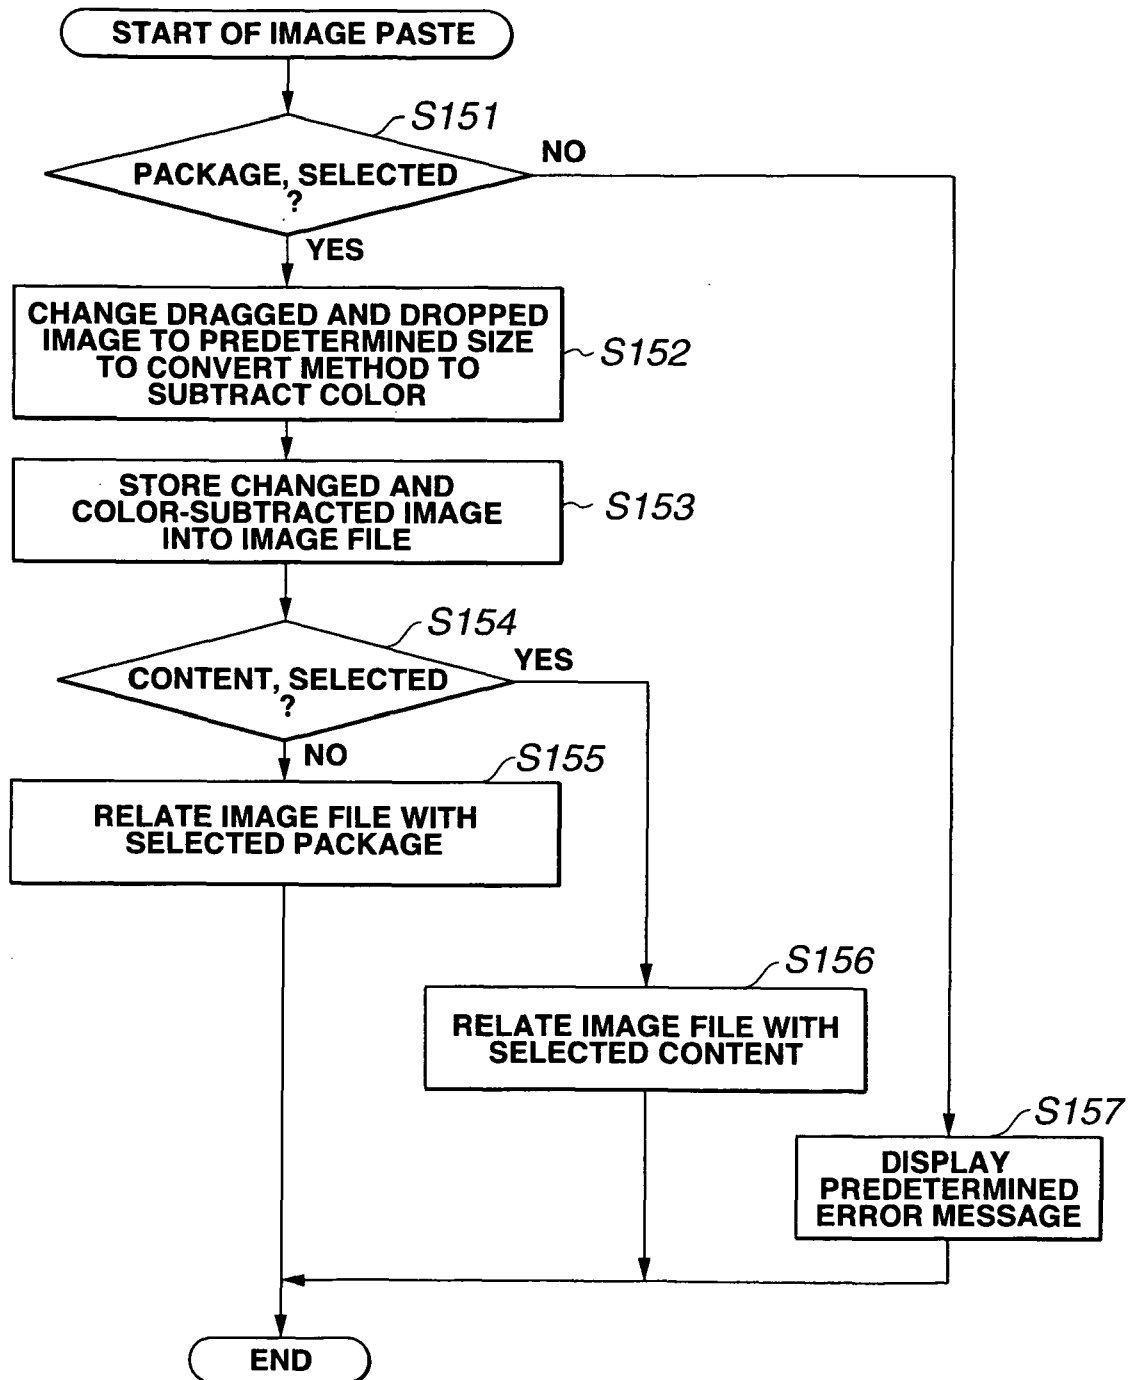 START OF IMAGE PASTE
S151
PACKAGE, SELECTED
?
NO
YES
CHANGE DRAGGED AND DROPPED
IMAGE TO PREDETERMINED SIZE
TO CONVERT METHOD TO
SUBTRACT COLOR
S152
STORE CHANGED AND
COLOR-SUBTRACTED IMAGE
INTO IMAGE FILE
S153
S154
CONTENT, SELECTED
?
YES
NO
S155
RELATE IMAGE FILE WITH
SELECTED PACKAGE
S156
RELATE IMAGE FILE WITH
SELECTED CONTENT
S157
DISPLAY
PREDETERMINED
ERROR MESSAGE
END